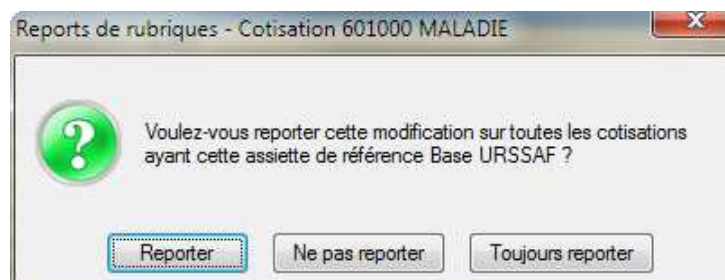 Reports de rubriques - Cotisation 601000 MALADIE
Voulez-vous reporter cette modification sur toutes les cotisations
ayant cette assiette de référence Base URSSAF ?
Reporter Ne pas reporter Toujours reporter